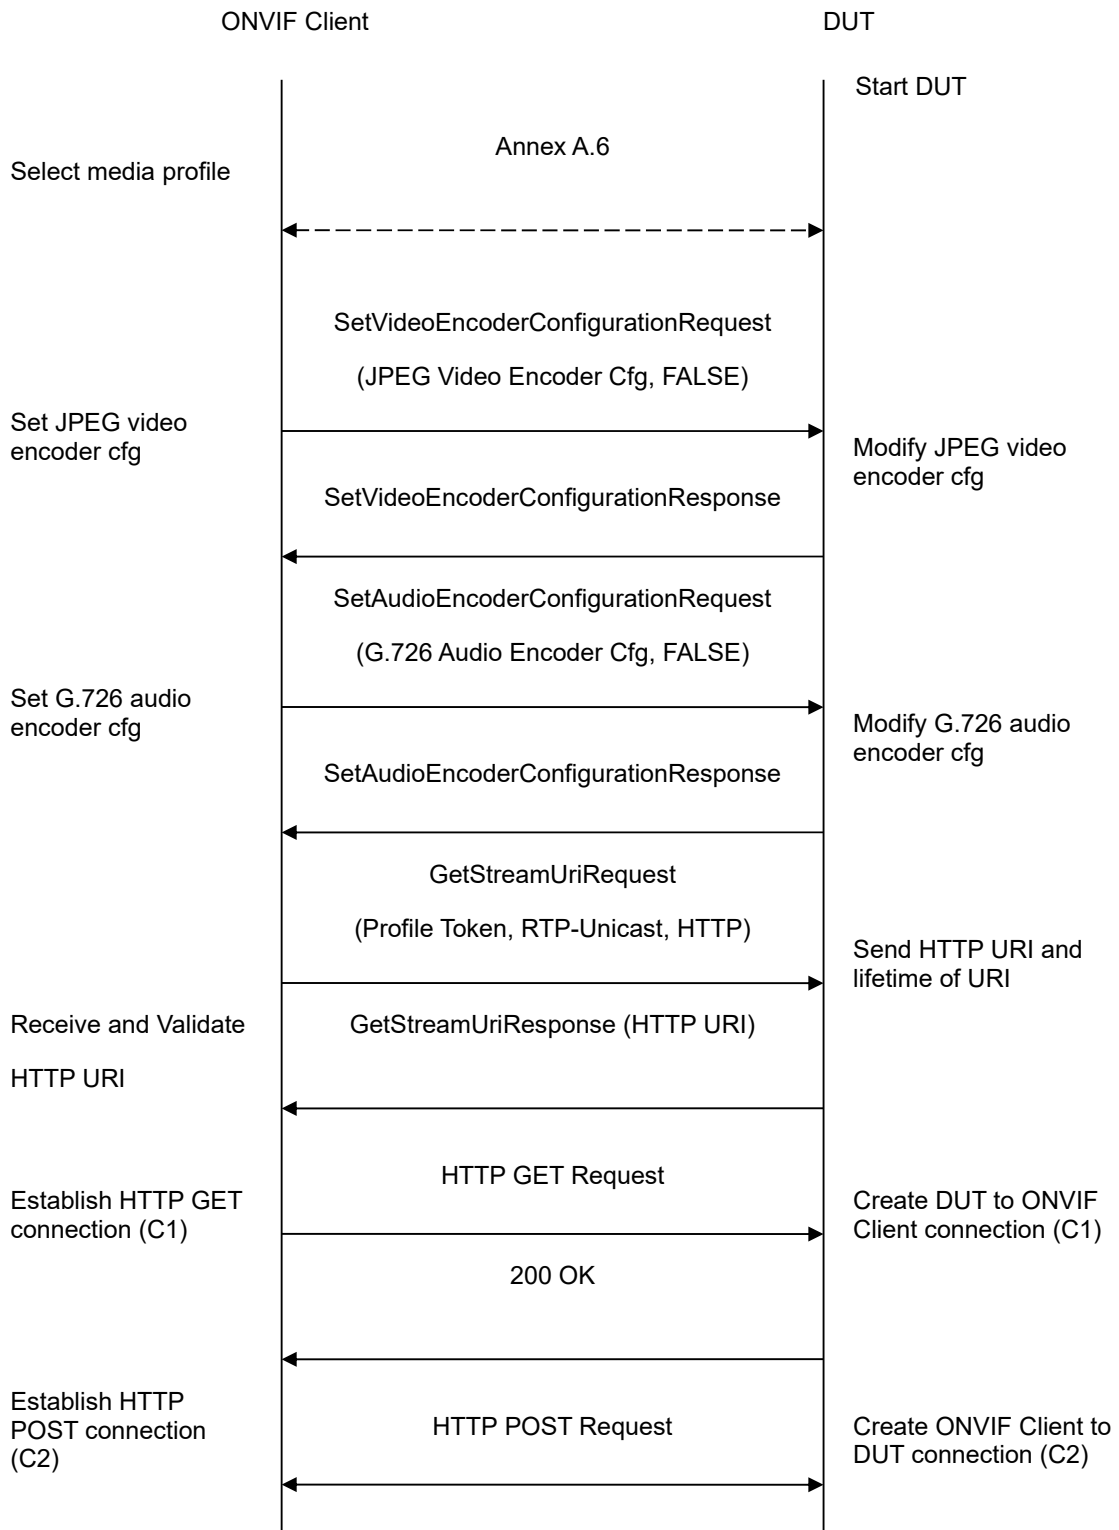 ONVIF Client
DUT
Start DUT
Annex A.6
Select media profile
SetVideoEncoderConfigurationRequest
(JPEG Video Encoder Cfg, FALSE)
Set JPEG video
encoder cfg
Modify JPEG video
encoder cfg
SetVideoEncoderConfigurationResponse
SetAudioEncoderConfigurationRequest
(G.726 Audio Encoder Cfg, FALSE)
Set G.726 audio
encoder cfg
Modify G.726 audio
encoder cfg
SetAudioEncoderConfigurationResponse
GetStreamUriRequest
(Profile Token, RTP-Unicast, HTTP)
Send HTTP URI and
lifetime of URI
Receive and Validate
HTTP URI
GetStreamUriResponse (HTTP URI)
HTTP GET Request
Establish HTTP GET
connection (C1)
Create DUT to ONVIF
Client connection (C1)
200 OK
Establish HTTP
POST connection
(C2)
HTTP POST Request
Create ONVIF Client to
DUT connection (C2)